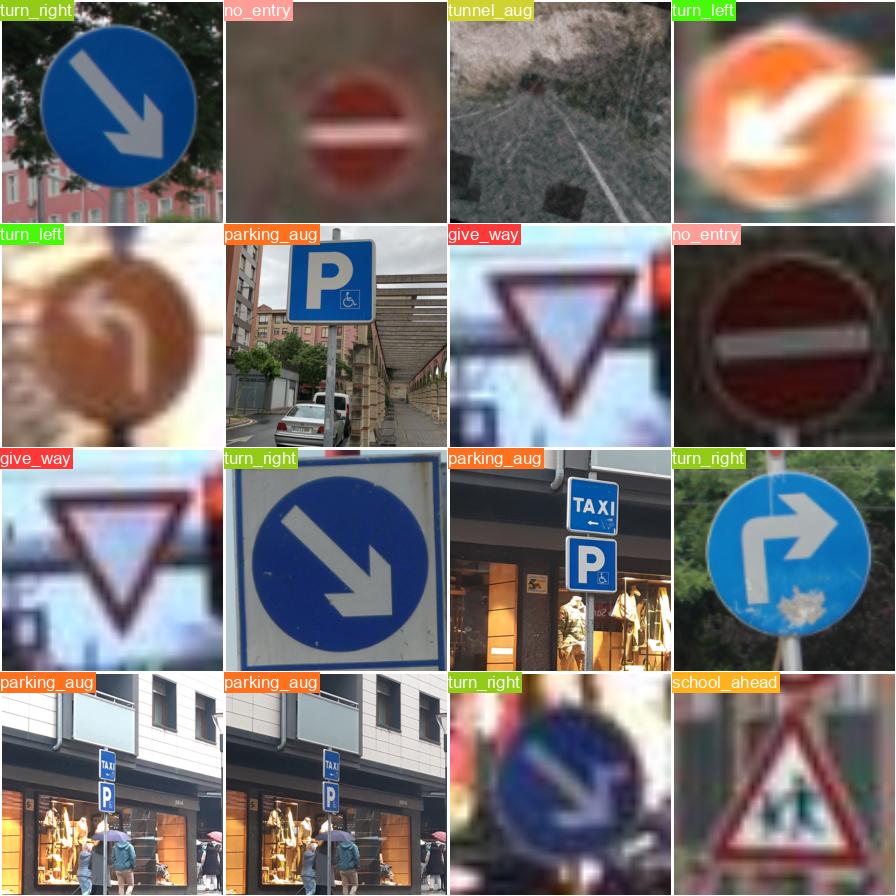 turn_right
no_entry
tunnel_aug
turn_left
turn_left
parking_aug
P
give_way
no_entry
give_way
turn_right
parking_aug
TAXI
P
turn_right
parking_aug
TAXI
P
parking_aug
TAXI
P
turn_right
school_ahead